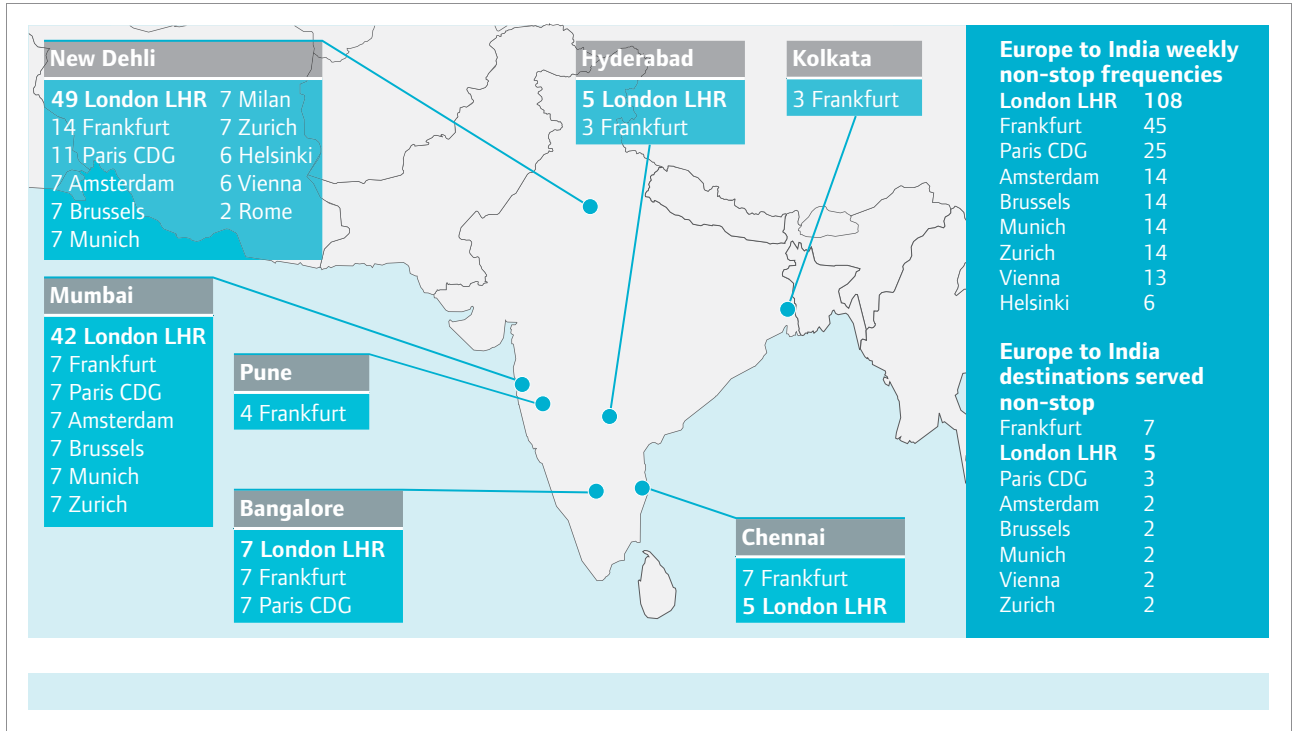 New Dehli
49 London LHR
14 Frankfurt
11 Paris CDG
7 Amsterdam
7 Brussels
7 Munich
7 Milan
7 Zurich
6 Helsinki
6 Vienna
2 Rome
Hyderabad
5 London LHR
3 Frankfurt
Kolkata
3 Frankfurt
Mumbai
42 London LHR
7 Frankfurt
7 Paris CDG
7 Amsterdam
7 Brussels
7 Munich
7 Zurich
Pune
4 Frankfurt
Bangalore
7 London LHR
7 Frankfurt
7 Paris CDG
Chennai
7 Frankfurt
5 London LHR
Europe to India weekly
non-stop frequencies
London LHR 108
Frankfurt 45
Paris CDG 25
Amsterdam 14
Brussels 14
Munich 14
Zurich 14
Vienna 13
Helsinki 6
Europe to India
destinations served
non-stop
Frankfurt 7
London LHR 5
Paris CDG 3
Amsterdam 2
Brussels 2
Munich 2
Vienna 2
Zurich 2